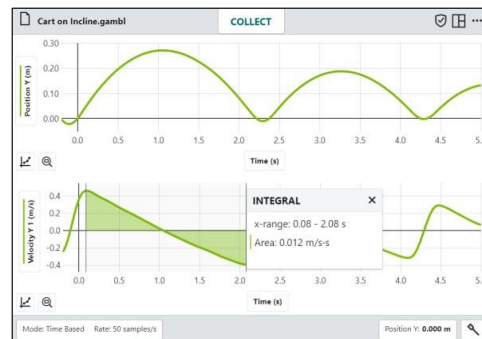 Cart on Incline.gambl
COLLECT
Position Y (m)
0.30
0.20
0.10
0.00
0.0 0.5 1.0 1.5 2.0 2.5 3.0 3.5 4.0 4.5 5.
Time (s)
Velocity Y 1 (m/s)
0.4
0.2
0.0
-0.2
-0.4
INTEGRAL
x-range: 0.08 - 2.08 s
Area: 0.012 m/s·s
0.0 0.5 1.0 1.5 2.0 2.5 3.0 3.5 4.0 4.5 5.
Time (s)
Mode: Time Based Rate: 50 samples/s
Position Y: 0.000 m